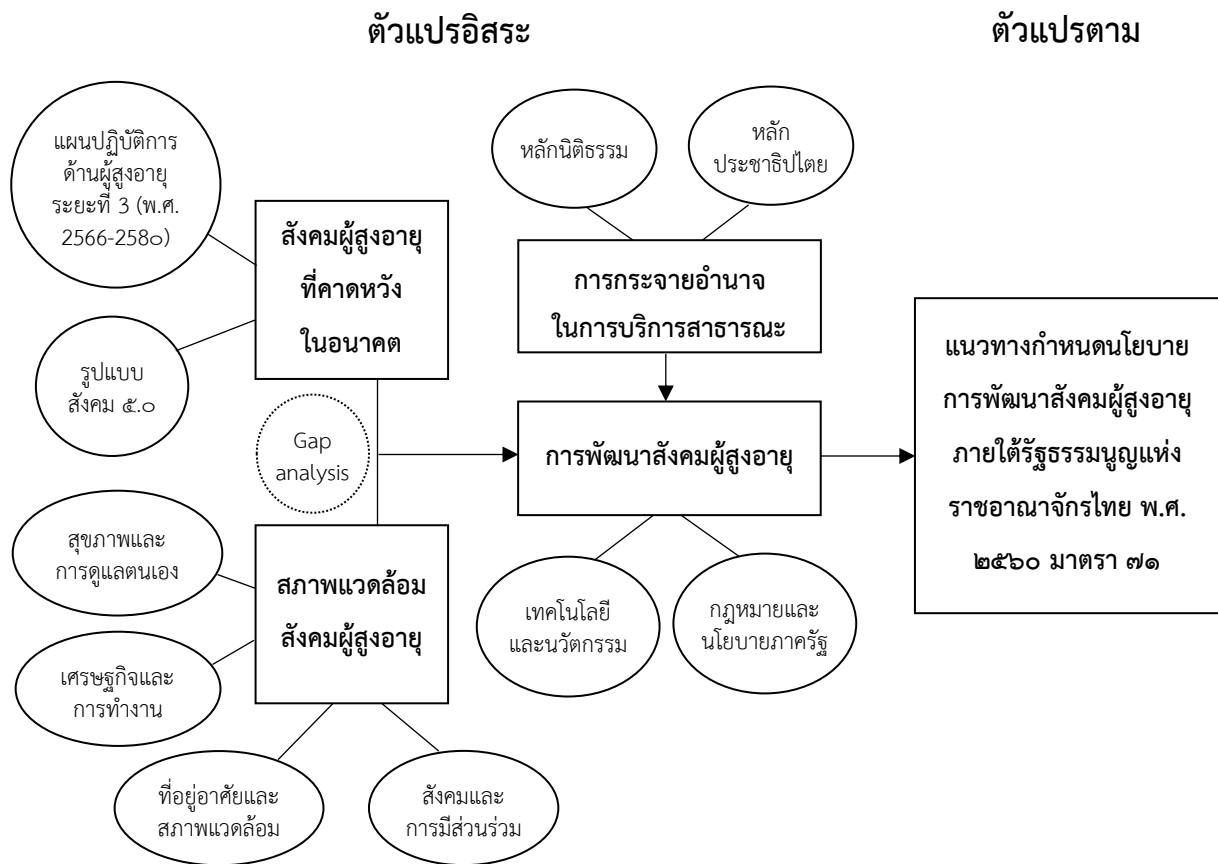 ตัวแปรอิสระ
ตัวแปรตาม
แผนปฏิบัติการ
ด้านผู้สูงอายุ
ระยะที่ 3 (พ.ศ.
2566-258๐)
รูปแบบ
สังคม ๕.๐
สังคมผู้สูงอายุ
ที่คาดหวัง
ในอนาคต
Gap
analysis
สุขภาพและ
การดูแลตนเอง
เศรษฐกิจและ
การทำงาน
สภาพแวดล้อม
สังคมผู้สูงอายุ
ที่อยู่อาศัยและ
สภาพแวดล้อม
สังคมและ
การมีส่วนร่วม
หลักนิติธรรม
หลัก
ประชาธิปไตย
การกระจายอำนาจ
ในการบริการสาธารณะ
การพัฒนาสังคมผู้สูงอายุ
เทคโนโลยี
และนวัตกรรม
กฎหมายและ
นโยบายภาครัฐ
แนวทางกำหนดนโยบาย
การพัฒนาสังคมผู้สูงอายุ
ภายใต้รัฐธรรมนูญแห่ง
ราชอาณาจักรไทย พ.ศ.
๒๕๖๐ มาตรา ๗๑